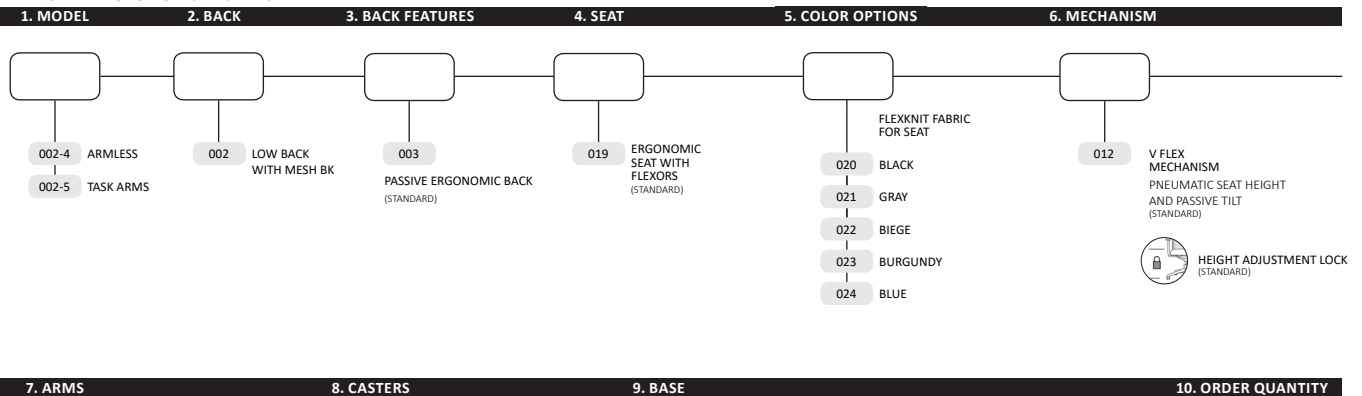 1. MODEL 2. BACK 3. BACK FEATURES 4. SEAT 5. COLOR OPTIONS 6. MECHANISM
002-4 ARMLESS
002-5 TASK ARMS
002 LOW BACK
WITH MESH BK
003
PASSIVE ERGONOMIC BACK
(STANDARD)
019 ERGONOMIC
SEAT WITH
FLEXORS
(STANDARD)
FLEXKNIT FABRIC
FOR SEAT
020 BLACK
021 GRAY
022 BIEGE
023 BURGUNDY
024 BLUE
012 V FLEX
MECHANISM
PNEUMATIC SEAT HEIGHT
AND PASSIVE TILT
(STANDARD)
HEIGHT ADJUSTMENT LOCK
(STANDARD)
7. ARMS 8. CASTERS 9. BASE 10. ORDER QUANTITY